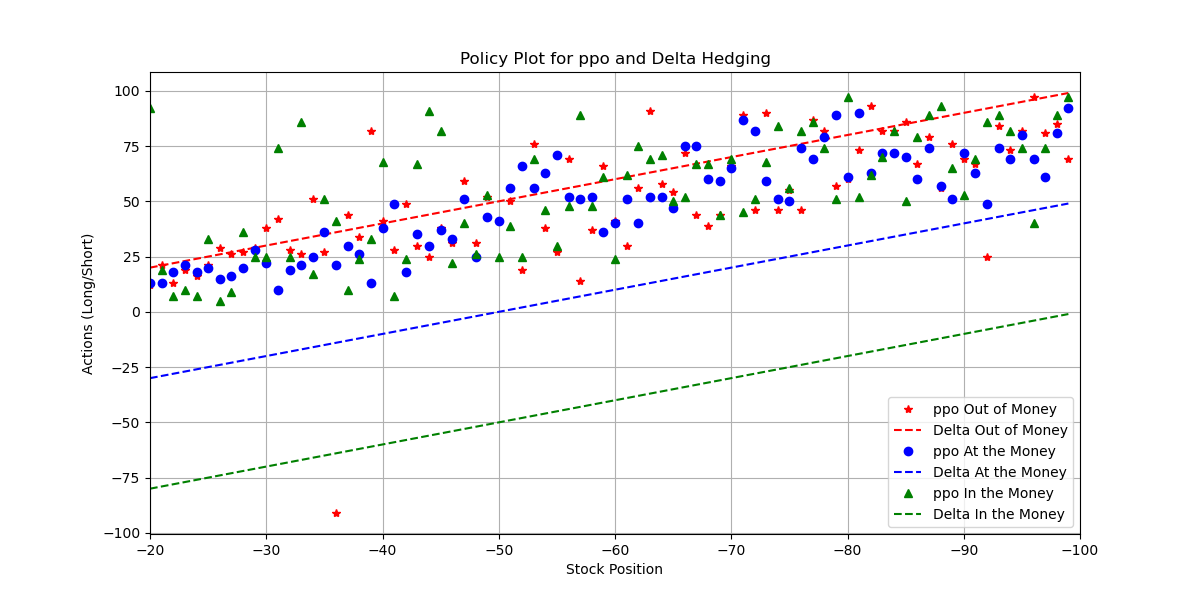 Policy Plot for ppo and Delta Hedging
100
75
50
25
0
−25
−50
−75
−100
Actions (Long/Short)
ppo Out of Money
Delta Out of Money
ppo At the Money
Delta At the Money
ppo In the Money
Delta In the Money
−20 −30 −40 −50 −60 −70 −80 −90 −100
Stock Position